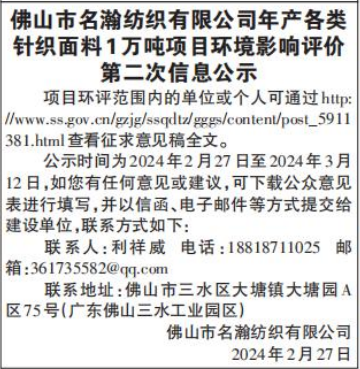 佛山市名瀚纺织有限公司年产各类
针织面料1万吨项目环境影响评价
第二次信息公示
项目环评范围内的单位或个人可通过http:
//www.ss.gov.cn/gzjg/ssqdtz/gggs/content/post_5911
381.html查看征求意见稿全文。
公示时间为2024年2月27日至2024年3月
12日,如您有任何意见或建议,可下载公众意见
表进行填写,并以信函、电子邮件等方式提交给
建设单位,联系方式如下:
联系人:利祥威 电话:18818711025 邮
箱:361735582@qq.com
联系地址:佛山市三水区大塘镇大塘园A
区75号(广东佛山三水工业园区)
佛山市名瀚纺织有限公司
2024年2月27日